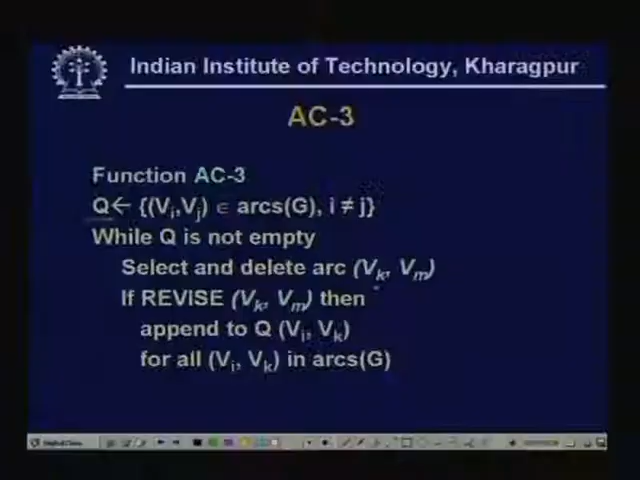 Indian Institute of Technology, Kharagpur
AC-3
Function AC-3
Q← {(Vi,Vj) ∈ arcs(G), i ≠ j}
While Q is not empty
Select and delete arc (Vk, Vm)
If REVISE (Vk, Vm) then
append to Q (Vi, Vk)
for all (Vi, Vk) in arcs(G)